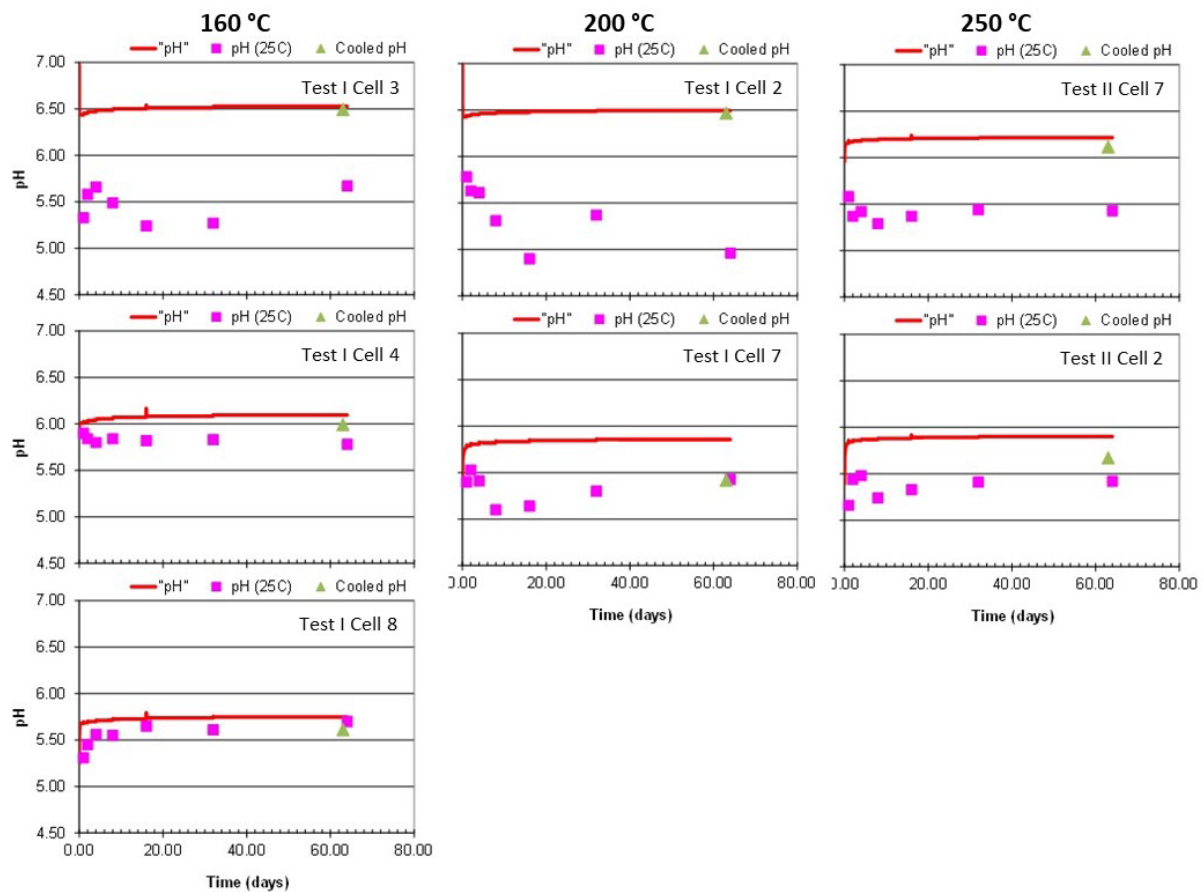 160 °C
200 °C
250 °C
"pH" pH (25C) Cooled pH
"pH" pH (25C) Cooled pH
"pH" pH (25C) Cooled pH
7.00
Test I Cell 3
Test I Cell 2
Test II Cell 7
6.50
6.00
pH
5.50
5.00
4.50
"pH" pH (25C) Cooled pH
"pH" pH (25C) Cooled pH
"pH" pH (25C) Cooled pH
7.00
Test I Cell 4
Test I Cell 7
Test II Cell 2
6.50
6.00
pH
5.50
5.00
4.50
0.00 20.00 40.00 60.00 80.00
0.00 20.00 40.00 60.00 80.00
Time (days)
Time (days)
"pH" pH (25C) Cooled pH
7.00
Test I Cell 8
6.50
6.00
pH
5.50
5.00
4.50
0.00 20.00 40.00 60.00 80.00
Time (days)